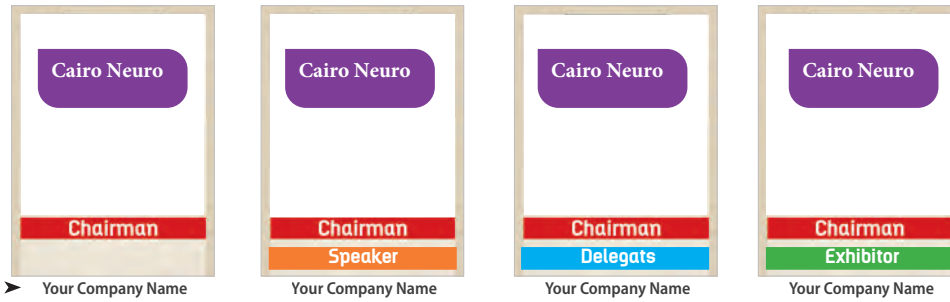 Cairo Neuro
Chairman
Your Company Name
Cairo Neuro
Chairman
Speaker
Your Company Name
Cairo Neuro
Chairman
Delegats
Your Company Name
Cairo Neuro
Chairman
Exhibitor
Your Company Name